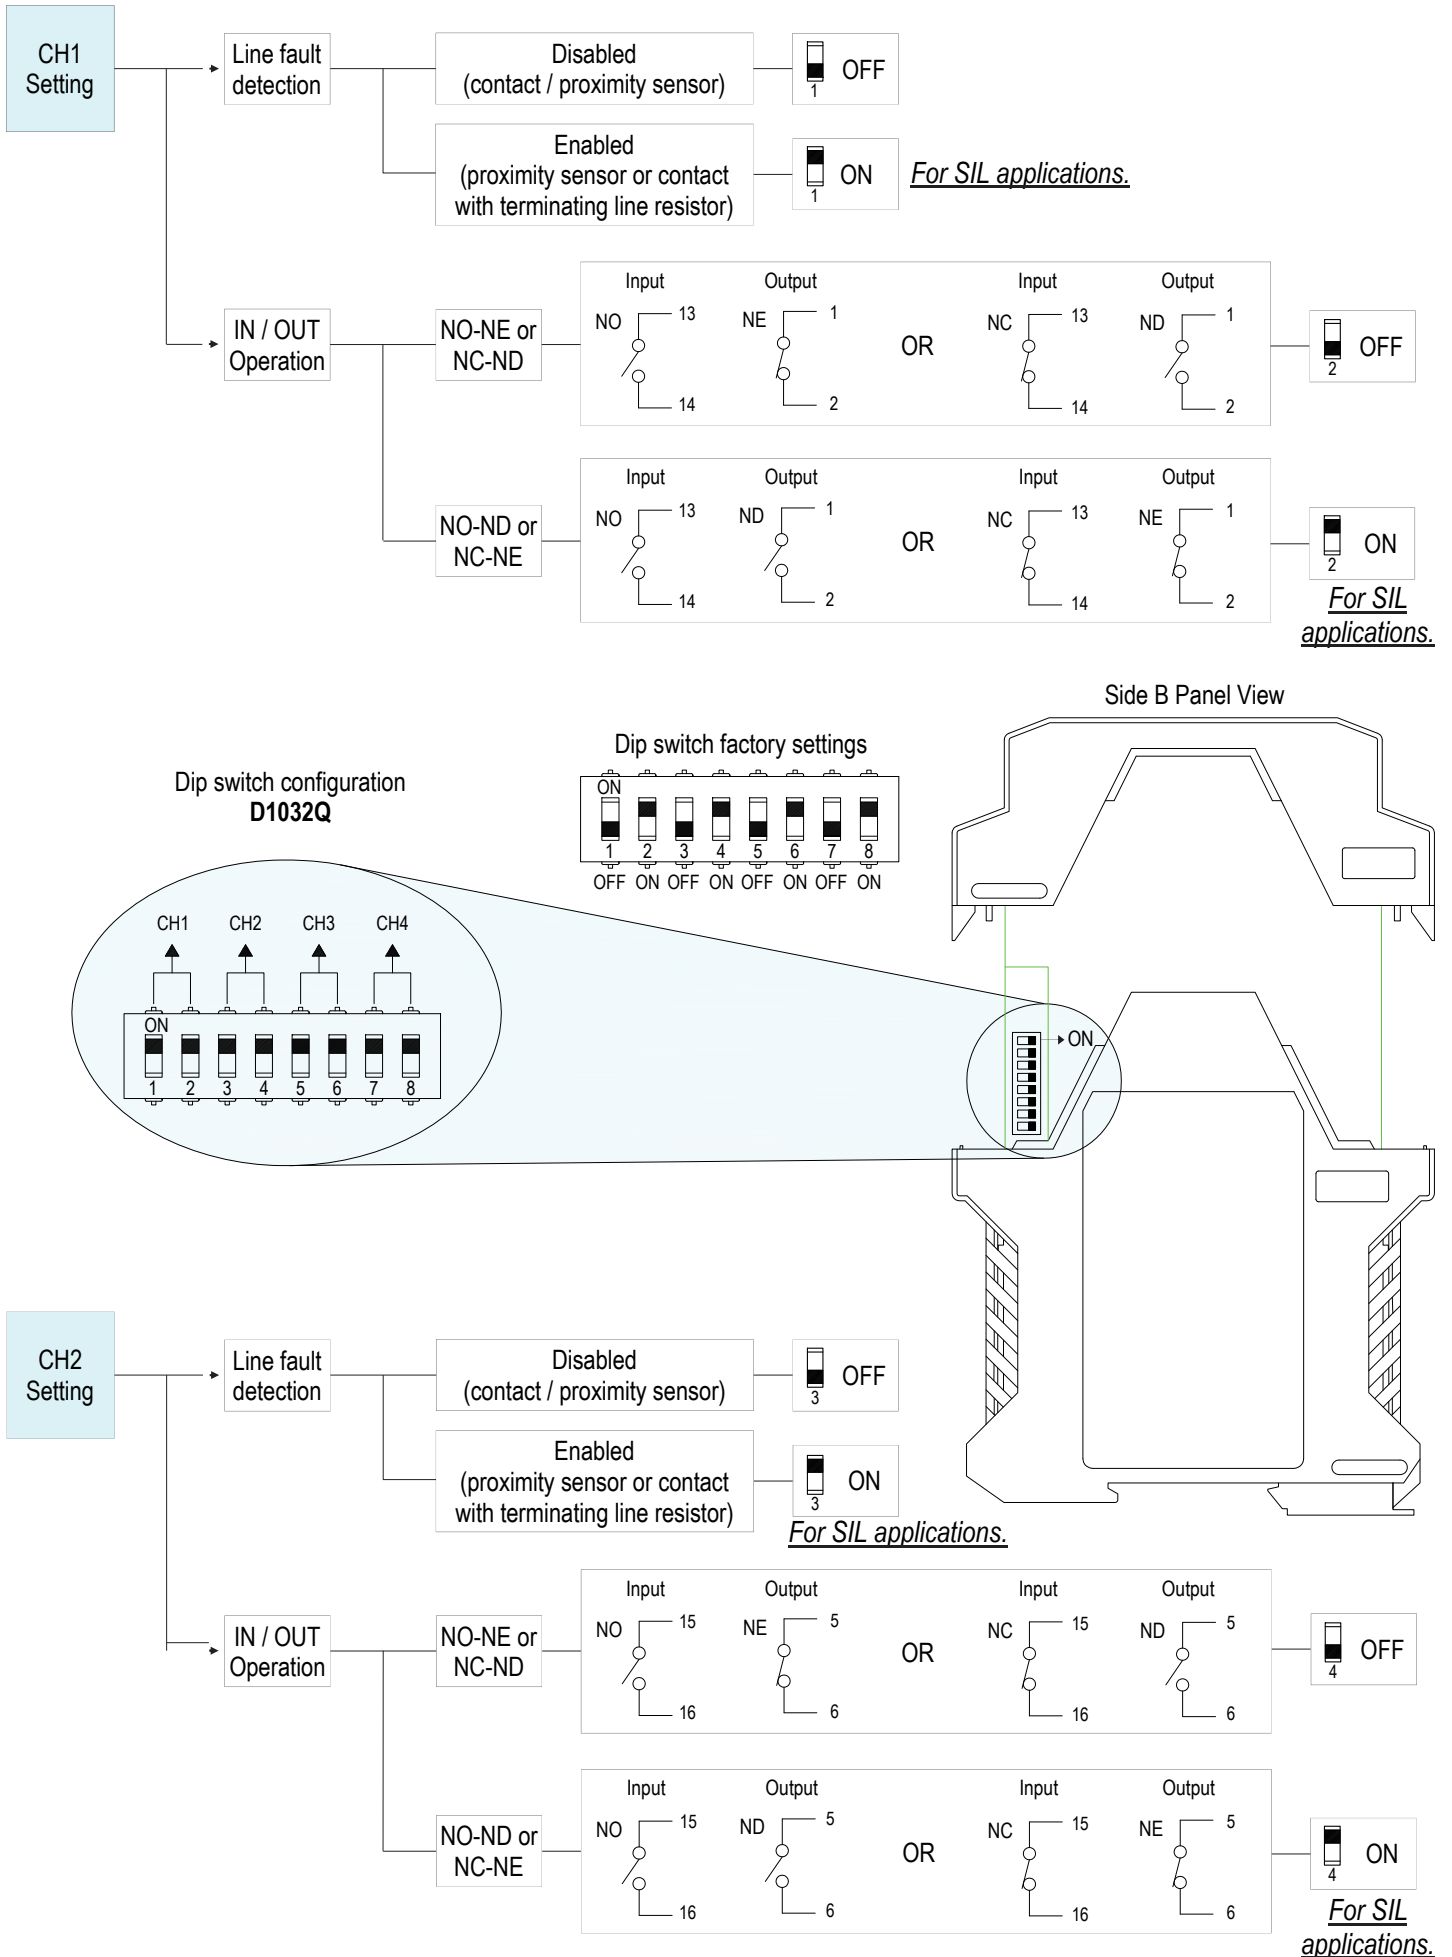 CH1
Setting
Line fault
detection
Disabled
(contact / proximity sensor)
1
OFF
Enabled
(proximity sensor or contact
with terminating line resistor)
1
ON
For SIL applications.
IN / OUT
Operation
NO-NE or
NC-ND
Input
Output
Input
Output
NO
13
NE
1
OR
NC
13
ND
1
14
2
14
2
2
OFF
NO-ND or
NC-NE
Input
Output
Input
Output
NO
13
ND
1
OR
NC
13
NE
1
14
2
14
2
2
ON
For SIL
applications.
Side B Panel View
Dip switch factory settings
ON
1 2 3 4 5 6 7 8
OFF ON OFF ON OFF ON OFF ON
Dip switch configuration
D1032Q
CH1 CH2 CH3 CH4
ON
1 2 3 4 5 6 7 8
ON
CH2
Setting
Line fault
detection
Disabled
(contact / proximity sensor)
3
OFF
Enabled
(proximity sensor or contact
with terminating line resistor)
3
ON
For SIL applications.
IN / OUT
Operation
NO-NE or
NC-ND
Input
Output
Input
Output
NO
15
NE
5
OR
NC
15
ND
5
16
6
16
6
4
OFF
NO-ND or
NC-NE
Input
Output
Input
Output
NO
15
ND
5
OR
NC
15
NE
5
16
6
16
6
4
ON
For SIL
applications.